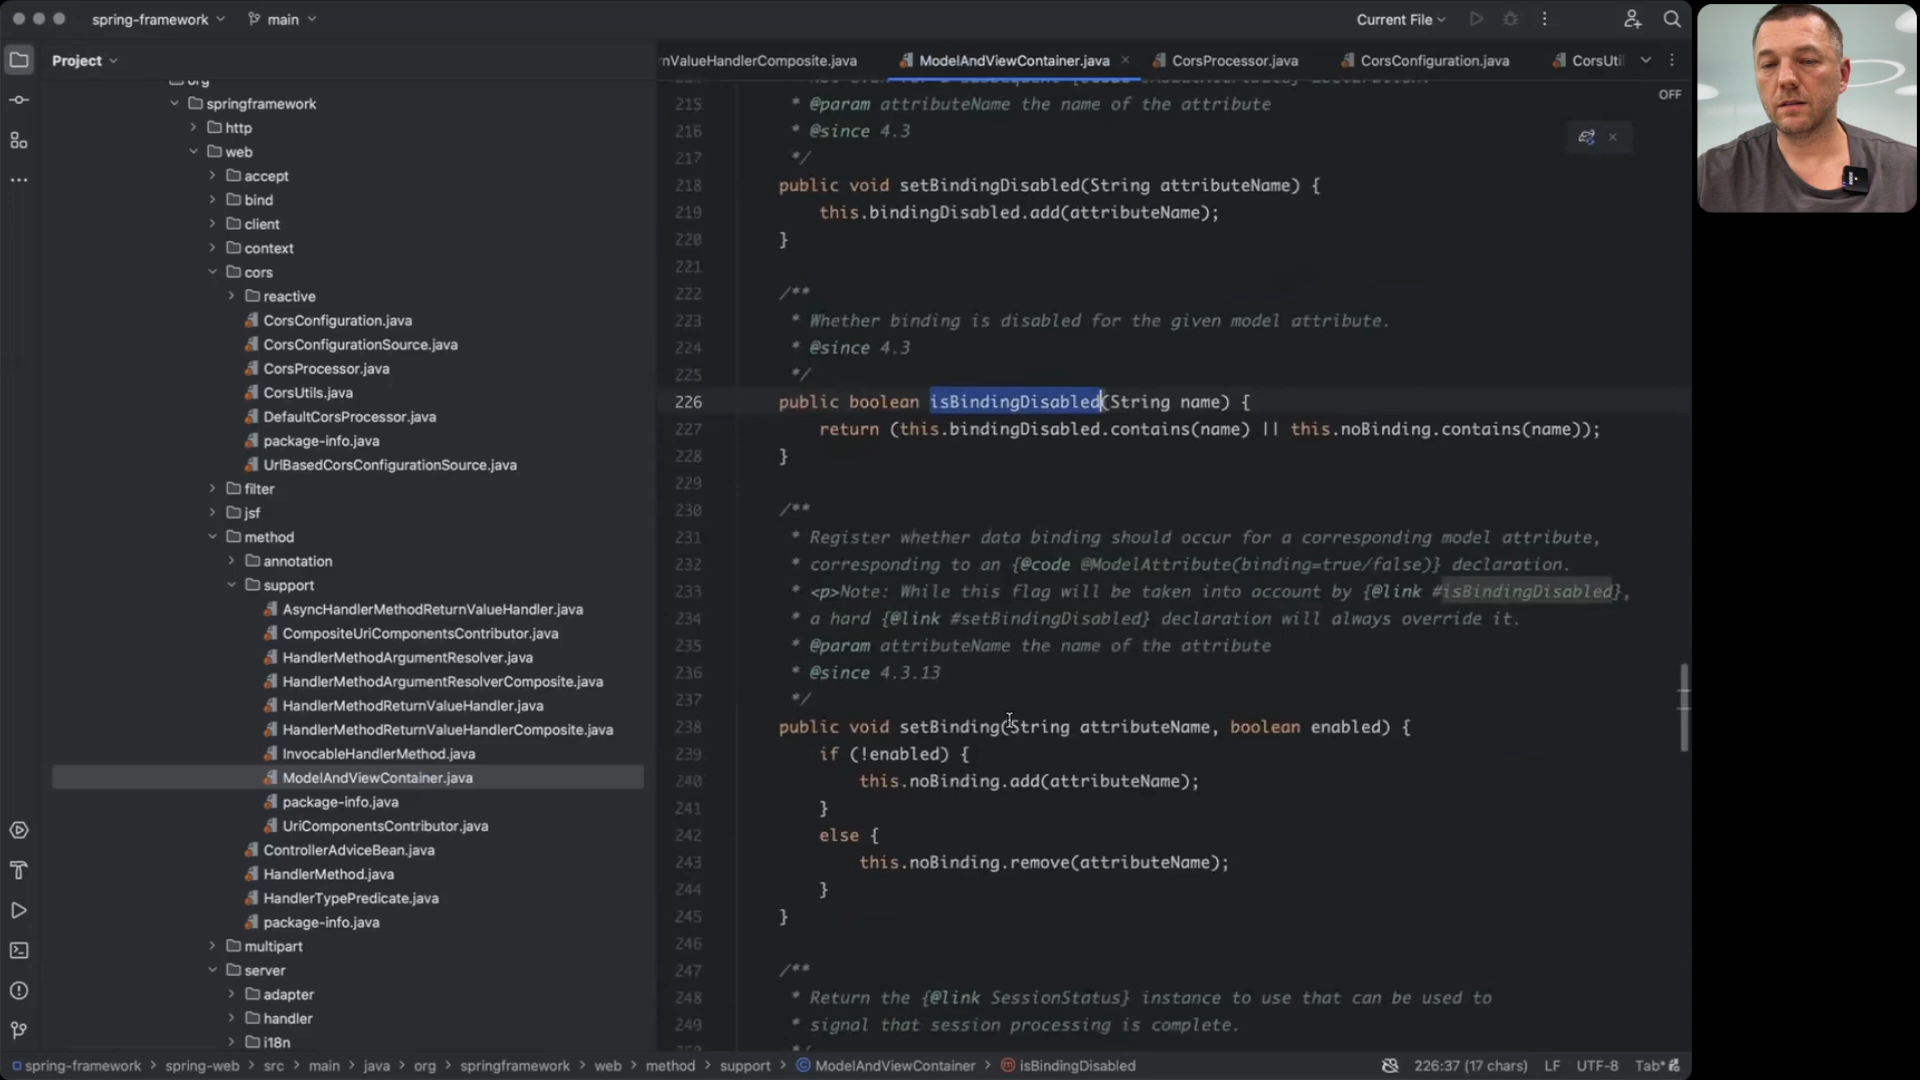 spring-framework
main
Current File
Project
org
springframework
http
web
accept
bind
client
context
cors
reactive
CorsConfiguration.java
CorsConfigurationSource.java
CorsProcessor.java
CorsUtils.java
DefaultCorsProcessor.java
package-info.java
UrlBasedCorsConfigurationSource.java
filter
jsf
method
annotation
support
AsyncHandlerMethodReturnValueHandler.java
CompositeUriComponentsContributor.java
HandlerMethodArgumentResolver.java
HandlerMethodArgumentResolverComposite.java
HandlerMethodReturnValueHandler.java
HandlerMethodReturnValueHandlerComposite.java
InvocableHandlerMethod.java
ModelAndViewContainer.java
package-info.java
UriComponentsContributor.java
ControllerAdviceBean.java
HandlerMethod.java
HandlerTypePredicate.java
package-info.java
multipart
server
adapter
handler
i18n
nValueHandlerComposite.java
ModelAndViewContainer.java
CorsProcessor.java
CorsConfiguration.java
CorsUti
OFF
215 * @param attributeName the name of the attribute
216 * @since 4.3
217 */
218 public void setBindingDisabled(String attributeName) {
219 this.bindingDisabled.add(attributeName);
220 }
221
222 /**
223 * Whether binding is disabled for the given model attribute.
224 * @since 4.3
225 */
226 public boolean isBindingDisabled(String name) {
227 return (this.bindingDisabled.contains(name) || this.noBinding.contains(name));
228 }
229
230 /**
231 * Register whether data binding should occur for a corresponding model attribute,
232 * corresponding to an {@code @ModelAttribute(binding=true/false)} declaration.
233 * <p>Note: While this flag will be taken into account by {@link #isBindingDisabled},
234 * a hard {@link #setBindingDisabled} declaration will always override it.
235 * @param attributeName the name of the attribute
236 * @since 4.3.13
237 */
238 public void setBinding(String attributeName, boolean enabled) {
239 if (!enabled) {
240 this.noBinding.add(attributeName);
241 }
242 else {
243 this.noBinding.remove(attributeName);
244 }
245 }
246
247 /**
248 * Return the {@link SessionStatus} instance to use that can be used to
249 * signal that session processing is complete.
spring-framework > spring-web > src > main > java > org > springframework > web > method > support > ModelAndViewContainer > isBindingDisabled
226:37 (17 chars) LF UTF-8 Tab*